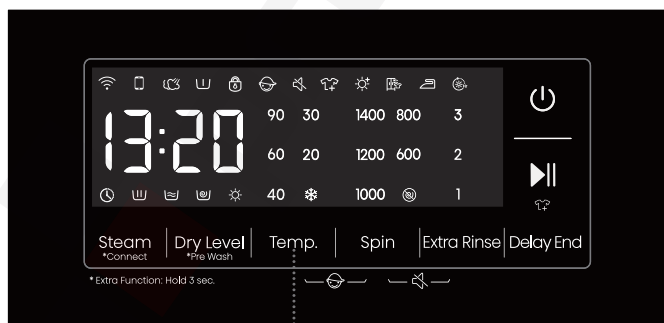 90 30 1400 800 3
13:20
60 20 1200 600 2
40 1000 1
Steam Dry Level Temp. Spin Extra Rinse Delay End
*Connect *Pre Wash
*Extra Function: Hold 3 sec.